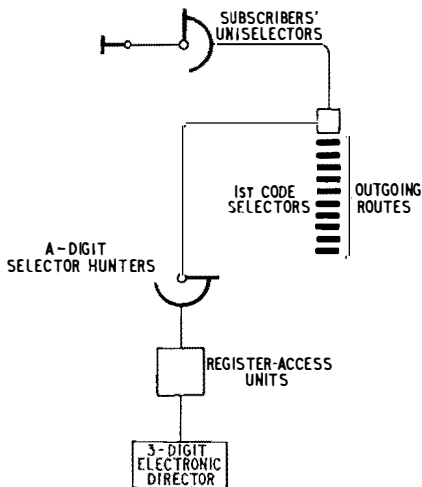 SUBSCRIBERS'
UNISELECTORS
1ST CODE
SELECTORS
OUTGOING
ROUTES
A-DIGIT
SELECTOR HUNTERS
REGISTER-ACCESS
UNITS
3-DIGIT
ELECTRONIC
DIRECTOR